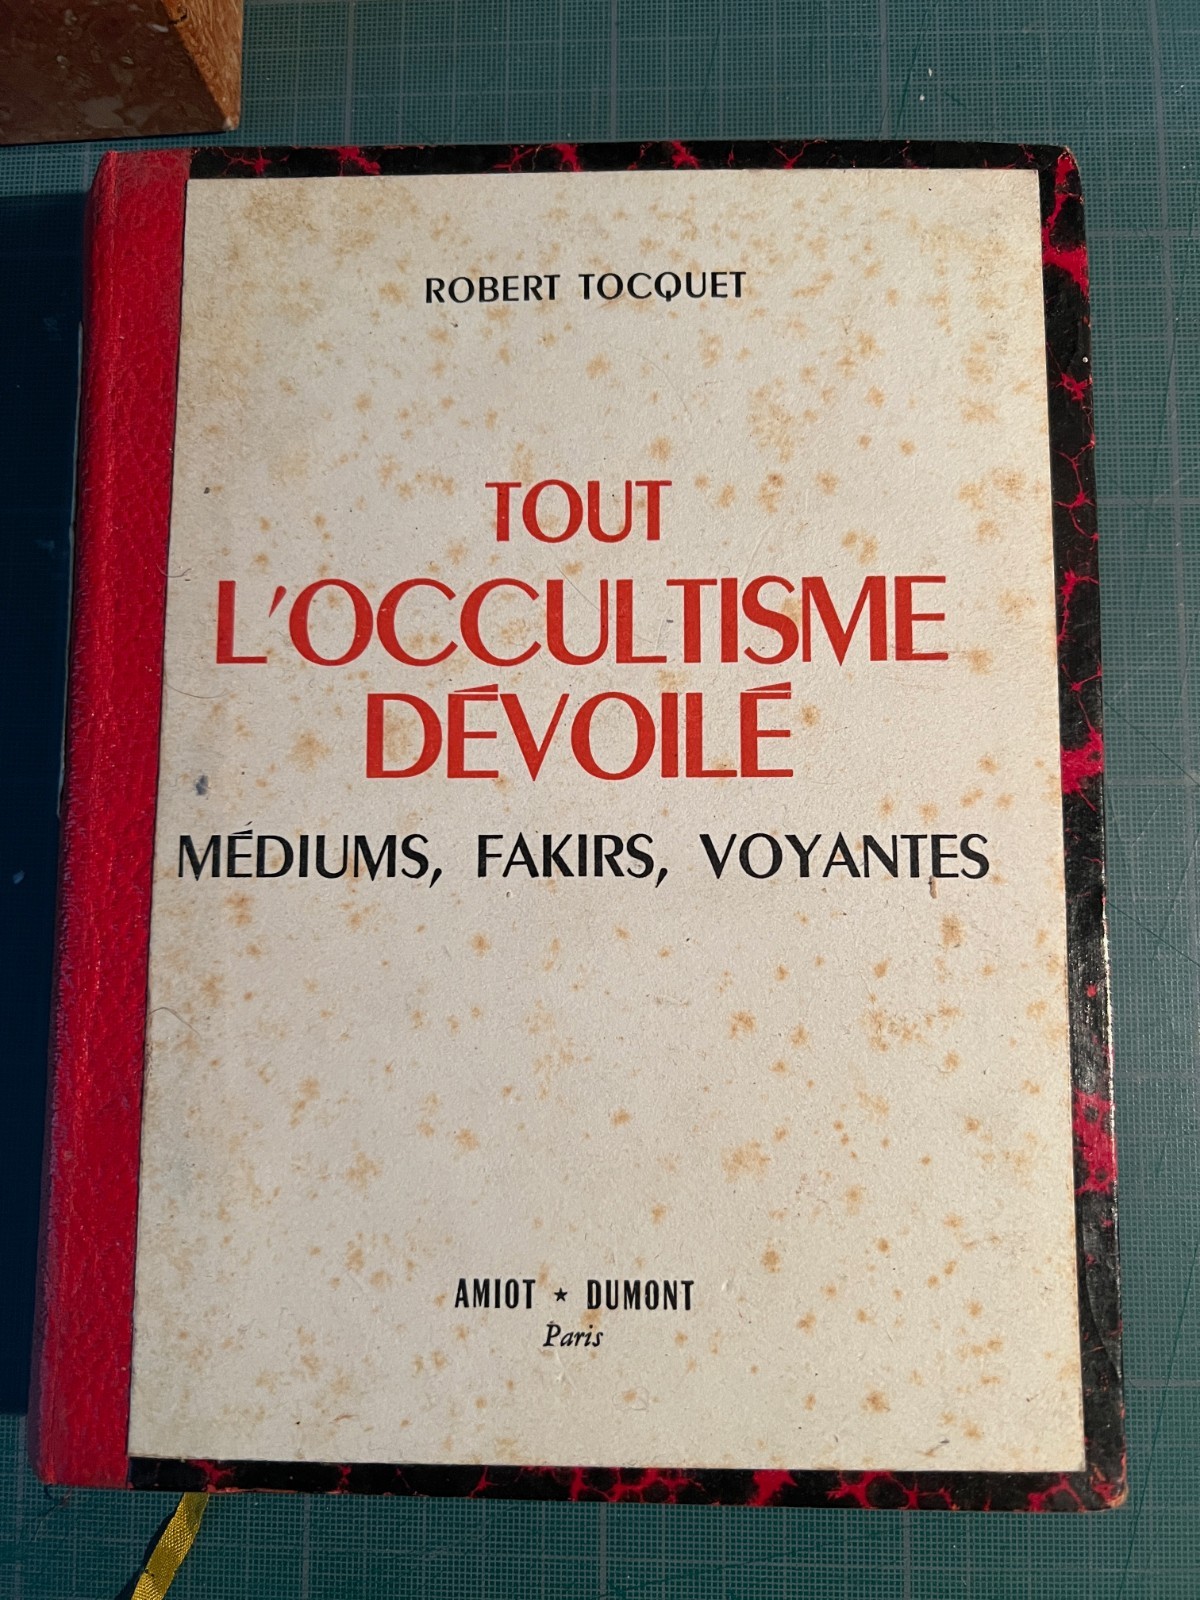 ROBERT TOCQUET
TOUT
L'OCCULTISME
DÉVOILÉ
MÉDIUMS, FAKIRS, VOYANTES
AMIOT ★ DUMONT
Paris